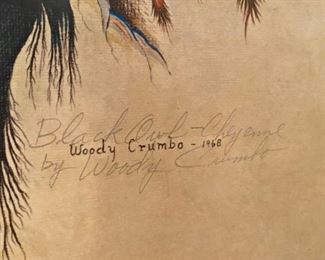 Black Owl - Cheyenne
Woody Crumbo - 1968
by Woody Crumbo